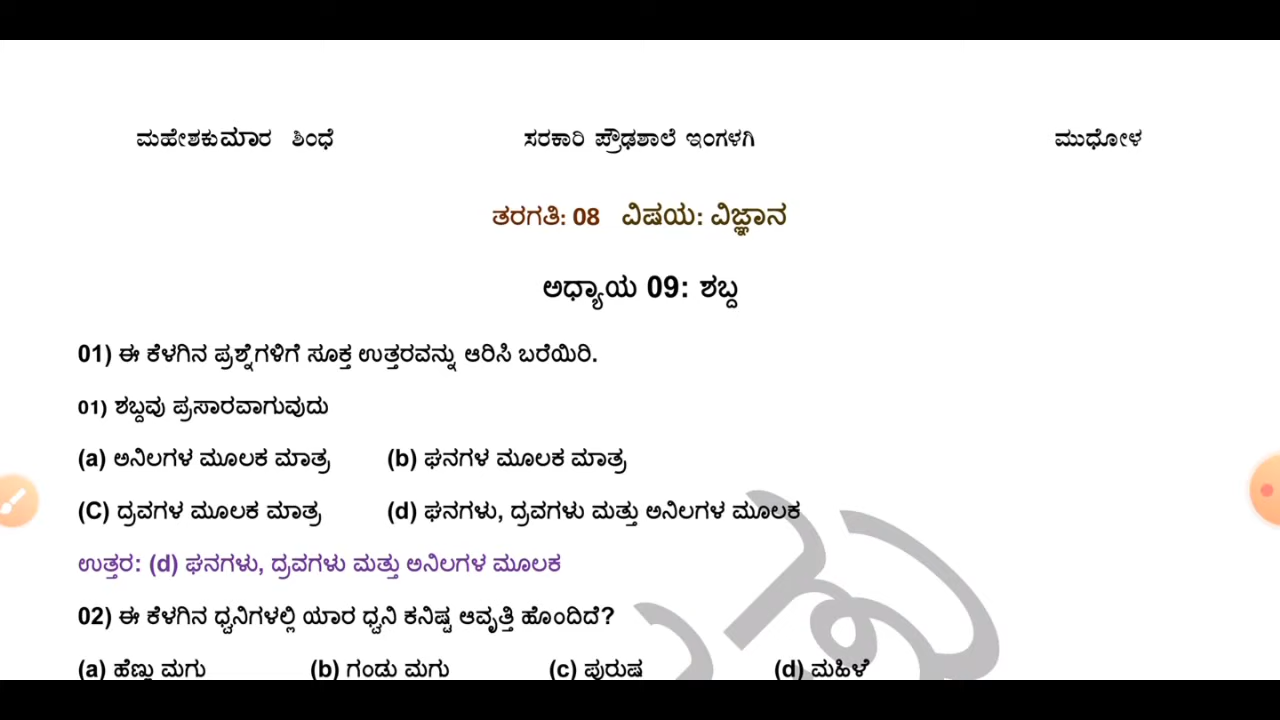 ಮಹೇಶಕುಮಾರ ಶಿಂಧೆ ಸರಕಾರಿ ಪ್ರೌಢಶಾಲೆ ಇಂಗಳಗಿ ಮುಧೋಳ
ತರಗತಿ: 08 ವಿಷಯ: ವಿಜ್ಞಾನ
ಅಧ್ಯಾಯ 09: ಶಬ್ದ
01) ಈ ಕೆಳಗಿನ ಪ್ರಶ್ನೆಗಳಿಗೆ ಸೂಕ್ತ ಉತ್ತರವನ್ನು ಆರಿಸಿ ಬರೆಯಿರಿ.
01) ಶಬ್ದವು ಪ್ರಸಾರವಾಗುವುದು
(a) ಅನಿಲಗಳ ಮೂಲಕ ಮಾತ್ರ (b) ಘನಗಳ ಮೂಲಕ ಮಾತ್ರ
(C) ದ್ರವಗಳ ಮೂಲಕ ಮಾತ್ರ (d) ಘನಗಳು, ದ್ರವಗಳು ಮತ್ತು ಅನಿಲಗಳ ಮೂಲಕ
ಉತ್ತರ: (d) ಘನಗಳು, ದ್ರವಗಳು ಮತ್ತು ಅನಿಲಗಳ ಮೂಲಕ
02) ಈ ಕೆಳಗಿನ ಧ್ವನಿಗಳಲ್ಲಿ ಯಾರ ಧ್ವನಿ ಕನಿಷ್ಟ ಆವೃತ್ತಿ ಹೊಂದಿದೆ?
(a) ಹೆಣ್ಣು ಮಗು (b) ಗಂಡು ಮಗು (c) ಪುರುಷ (d) ಮಹಿಳೆ